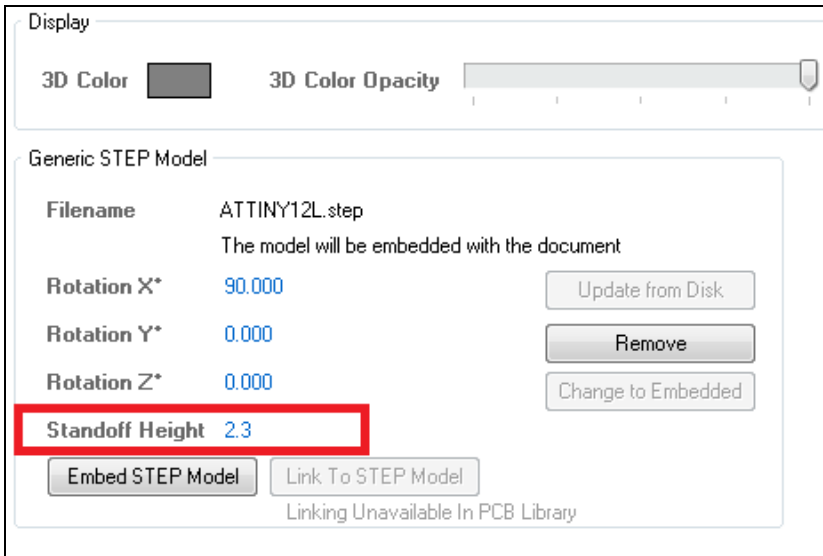 Display
3D Color 3D Color Opacity
Generic STEP Model
Filename ATTINY12L.step
The model will be embedded with the document
Rotation X* 90.000 Update from Disk
Rotation Y* 0.000 Remove
Rotation Z* 0.000 Change to Embedded
Standoff Height 2.3
Embed STEP Model Link To STEP Model
Linking Unavailable In PCB Library